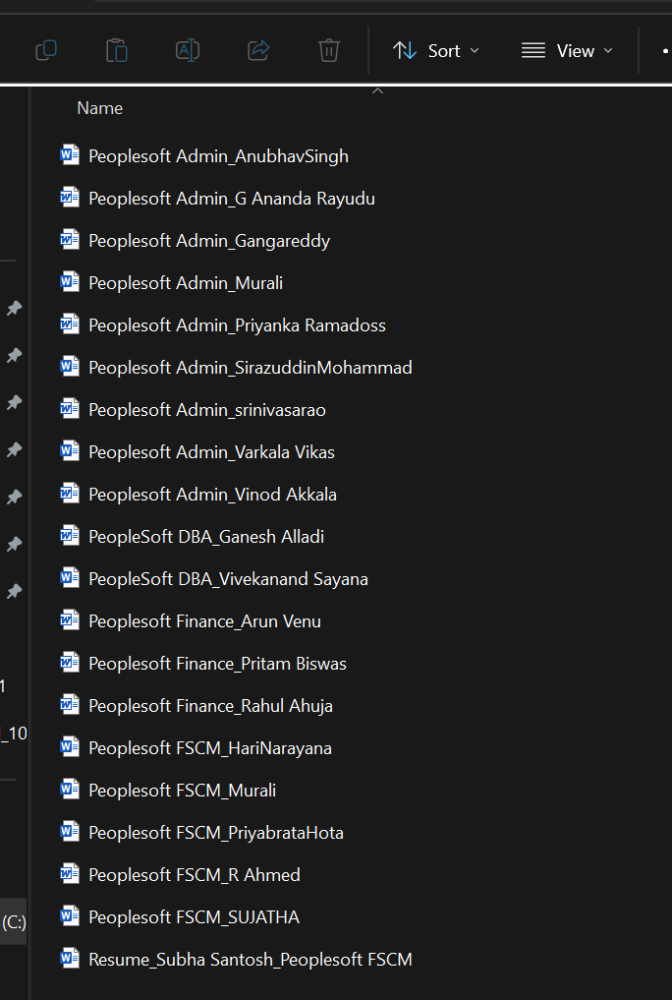 Sort
View
Name
Peoplesoft Admin_AnubhavSingh
Peoplesoft Admin_G Ananda Rayudu
Peoplesoft Admin_Gangareddy
Peoplesoft Admin_Murali
Peoplesoft Admin_Priyanka Ramadoss
Peoplesoft Admin_SirazuddinMohammad
Peoplesoft Admin_srinivasarao
Peoplesoft Admin_Varkala Vikas
Peoplesoft Admin_Vinod Akkala
PeopleSoft DBA_Ganesh Alladi
PeopleSoft DBA_Vivekanand Sayana
Peoplesoft Finance_Arun Venu
Peoplesoft Finance_Pritam Biswas
1
Peoplesoft Finance_Rahul Ahuja
_10
Peoplesoft FSCM_HariNarayana
Peoplesoft FSCM_Murali
Peoplesoft FSCM_PriyabrataHota
Peoplesoft FSCM_R Ahmed
Peoplesoft FSCM_SUJATHA
(C:)
Resume_Subha Santosh_Peoplesoft FSCM